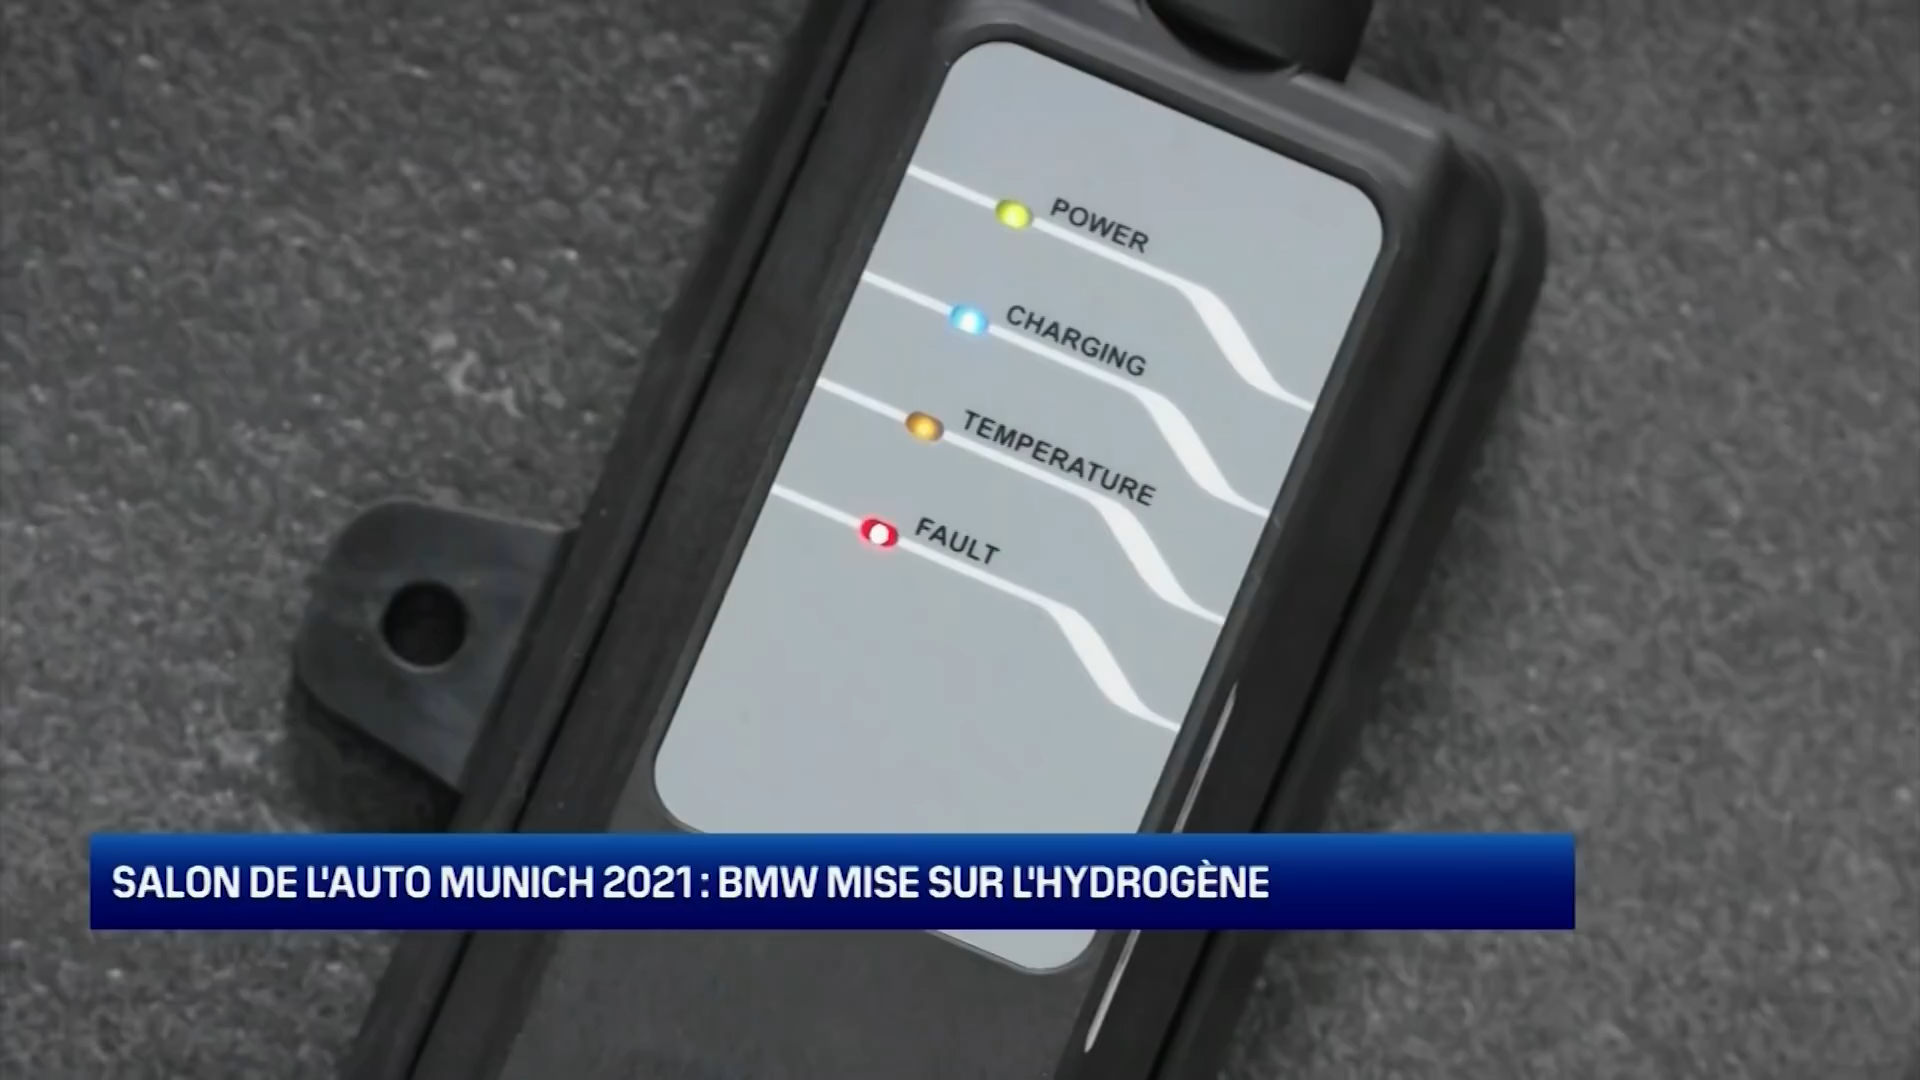 POWER
CHARGING
TEMPERATURE
FAULT
SALON DE L'AUTO MUNICH 2021 : BMW MISE SUR L'HYDROGÈNE